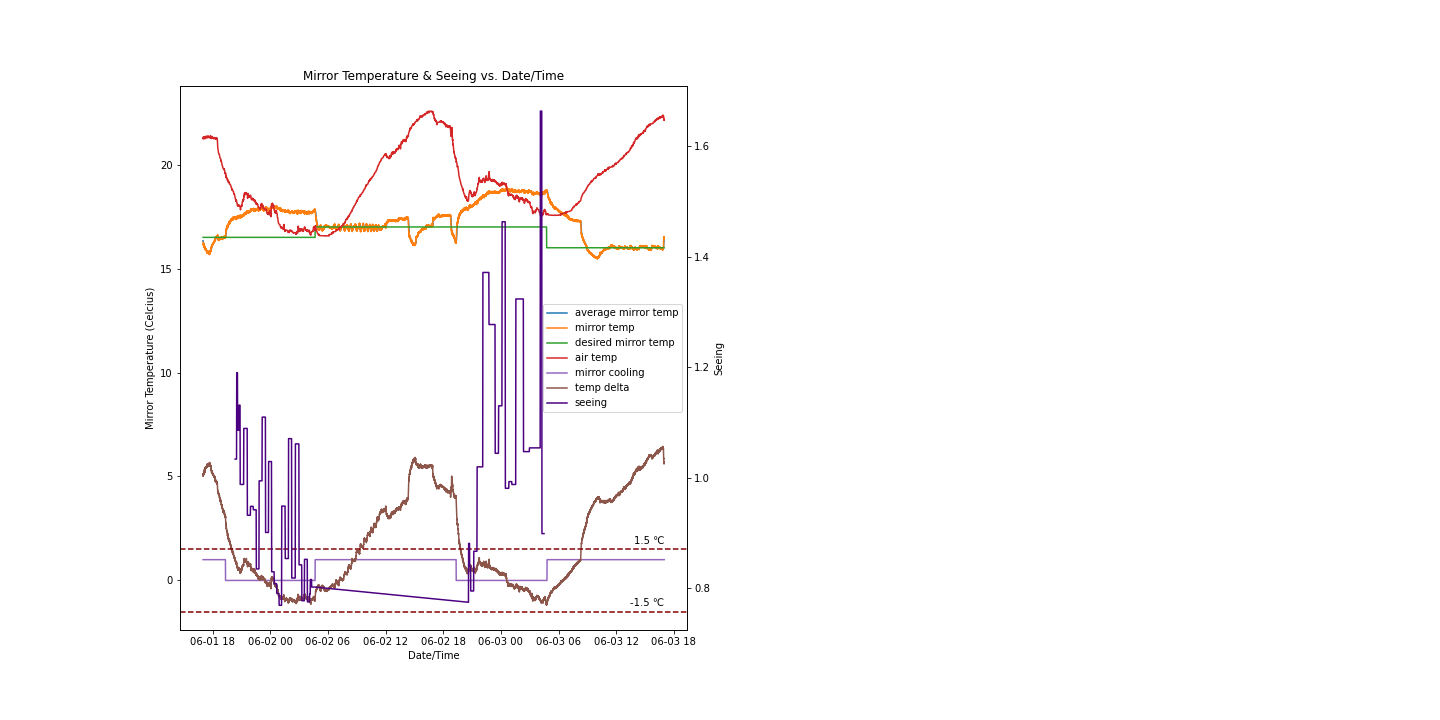 Mirror Temperature & Seeing vs. Date/Time
Mirror Temperature (Celcius)
20
15
10
5
0
1.6
1.4
1.2
1.0
0.8
Seeing
average mirror temp
mirror temp
desired mirror temp
air temp
mirror cooling
temp delta
seeing
1.5 ℃
-1.5 ℃
06-01 18 06-02 00 06-02 06 06-02 12 06-02 18 06-03 00 06-03 06 06-03 12 06-03 18
Date/Time